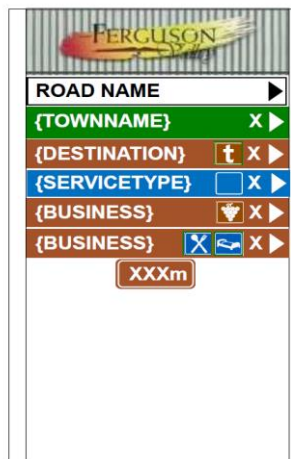 FERGUSON
Valley
ROAD NAME
{TOWNNAME} X
{DESTINATION} t X
{SERVICETYPE} X
{BUSINESS} X
{BUSINESS} X
XXXm